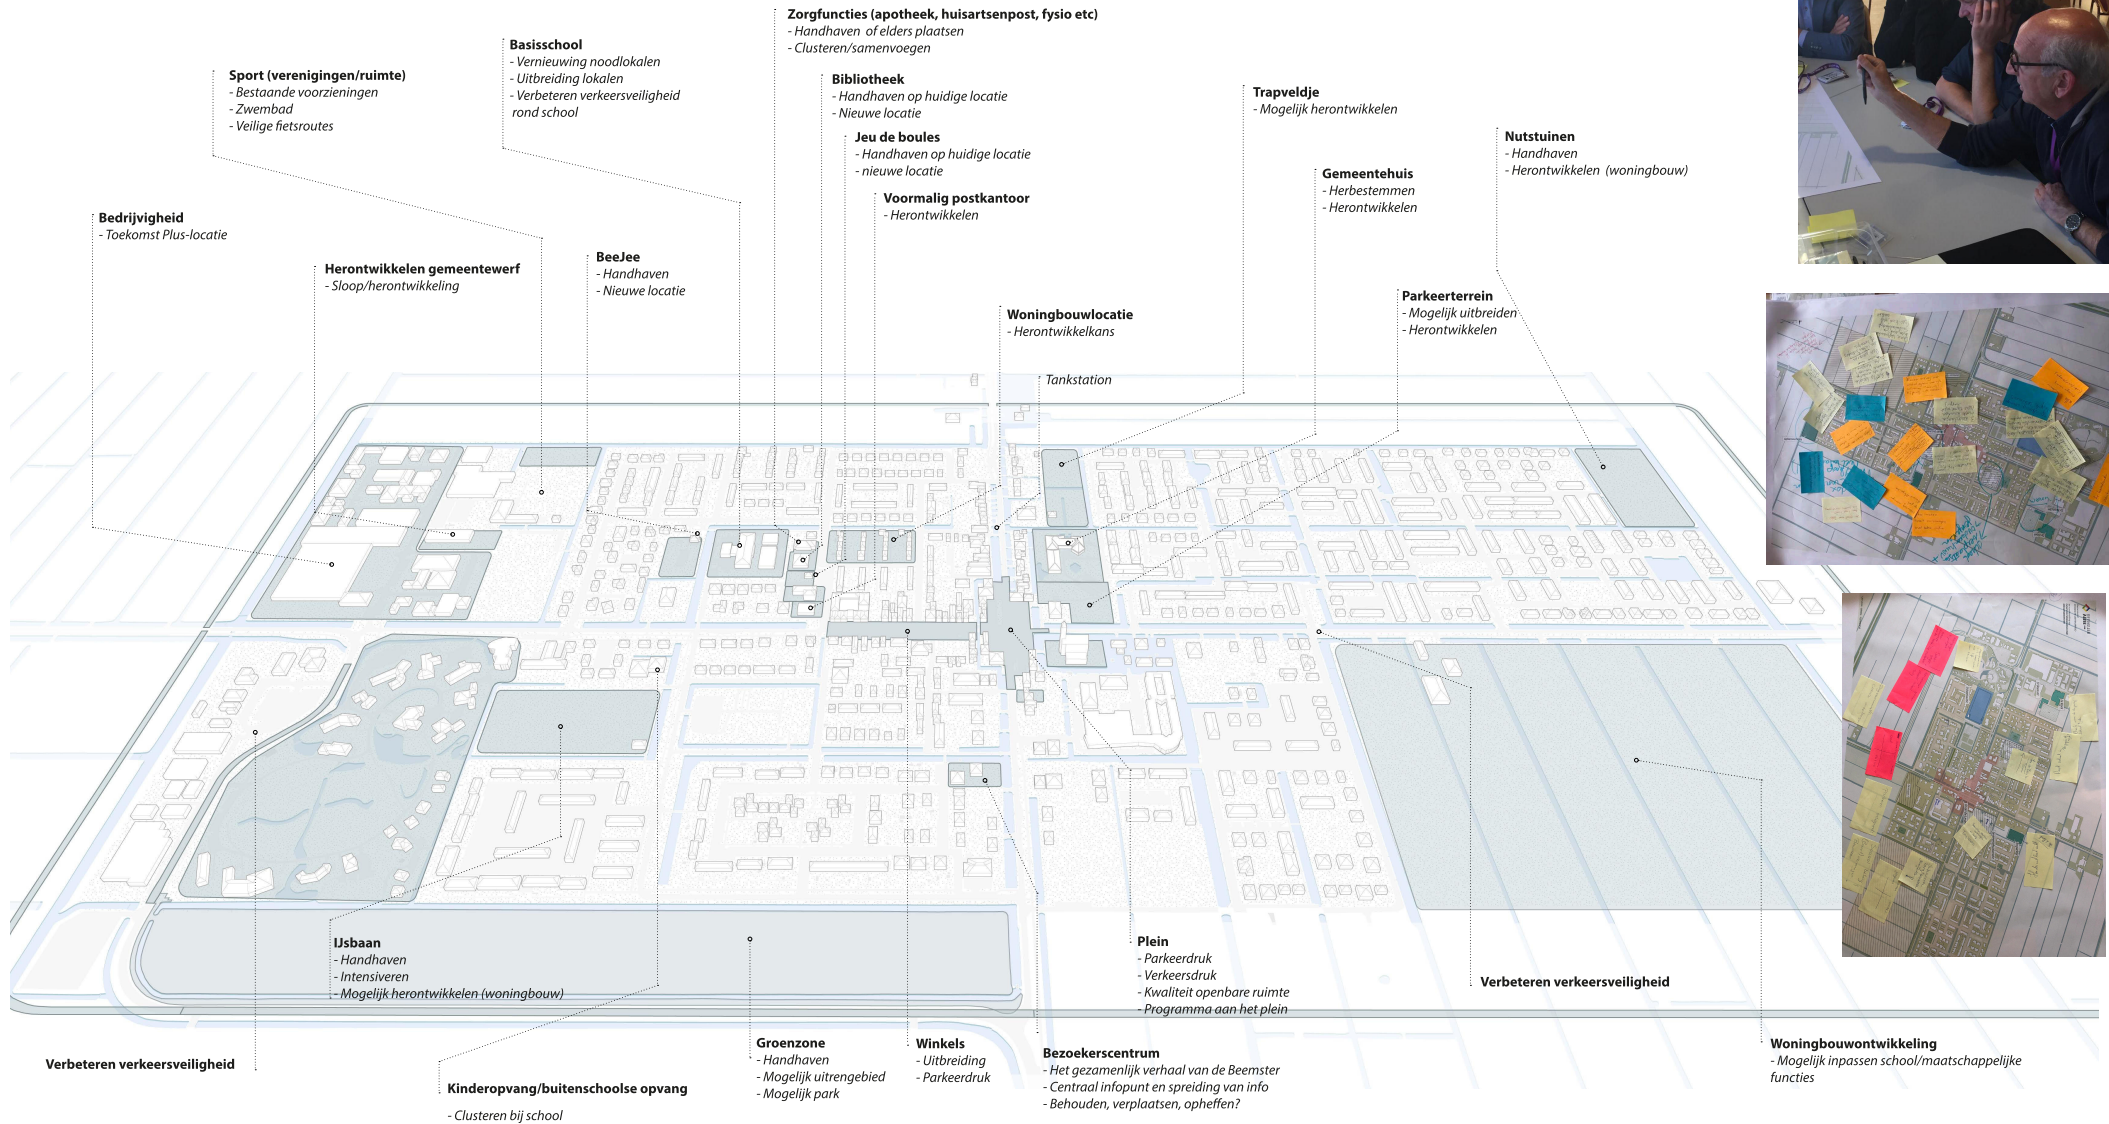 Zorgfuncties (apotheek, huisartsenpost, fysio etc)
- Handhaven of elders plaatsen
- Clusteren/samenvoegen
Basisschool
- Vernieuwing noodlokalen
- Uitbreiding lokalen
- Verbeteren verkeersveiligheid
rond school
Sport (verenigingen/ruimte)
- Bestaande voorzieningen
- Zwembad
- Veilige fietsroutes
Bibliotheek
- Handhaven op huidige locatie
- Nieuwe locatie
Trapveldje
- Mogelijk herontwikkelen
Jeu de boules
- Handhaven op huidige locatie
- nieuwe locatie
Nutstuinen
- Handhaven
- Herontwikkelen (woningbouw)
Gemeentehuis
- Herbestemmen
- Herontwikkelen
Voormalig postkantoor
- Herontwikkelen
Bedrijvigheid
- Toekomst Plus-locatie
Herontwikkelen gemeentewerf
- Sloop/herontwikkeling
BeeJee
- Handhaven
- Nieuwe locatie
Parkeerterrein
- Mogelijk uitbreiden
- Herontwikkelen
Woningbouwlocatie
- Herontwikkelkans
Tankstation
IJsbaan
- Handhaven
- Intensiveren
- Mogelijk herontwikkelen (woningbouw)
Plein
- Parkeerdruk
- Verkeersdruk
- Kwaliteit openbare ruimte
- Programma aan het plein
Verbeteren verkeersveiligheid
Verbeteren verkeersveiligheid
Kinderopvang/buitenschoolse opvang
- Clusteren bij school
Groenzone
- Handhaven
- Mogelijk uitrengebied
- Mogelijk park
Winkels
- Uitbreiding
- Parkeerdruk
Bezoekerscentrum
- Het gezamenlijk verhaal van de Beemster
- Centraal infopunt en spreiding van info
- Behouden, verplaatsen, opheffen?
Woningbouwontwikkeling
- Mogelijk inpassen school/maatschappelijke
functies